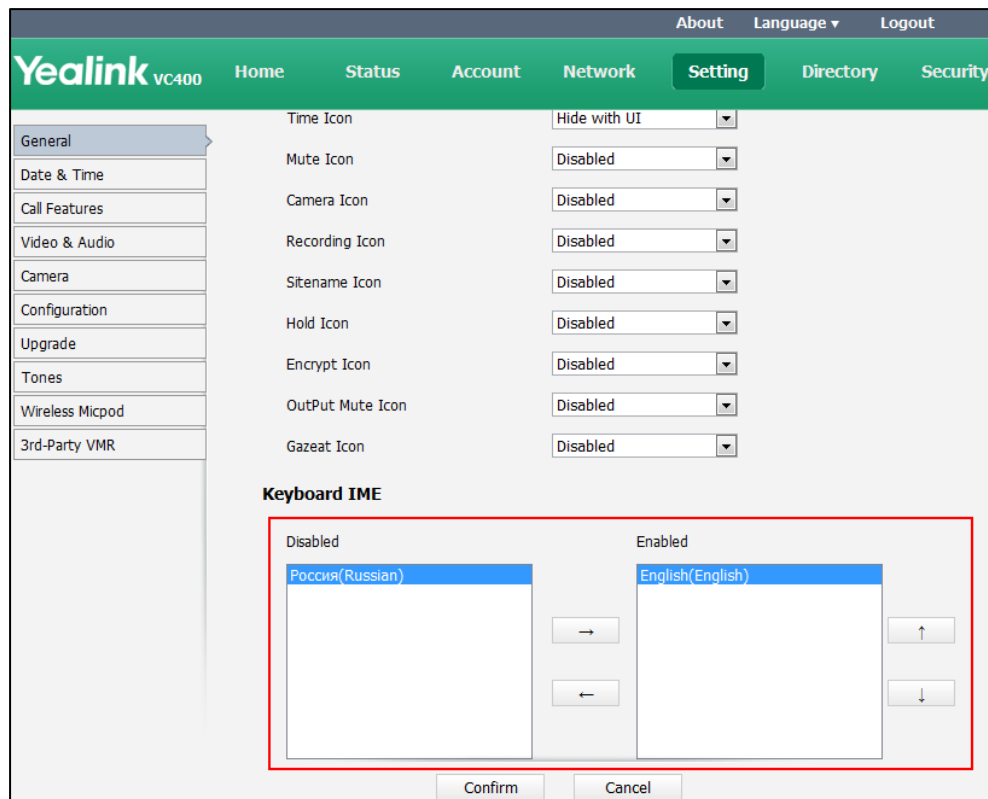 About Language ▾ Logout
Yealink VC400 Home Status Account Network Setting Directory Security
General
Date & Time
Call Features
Video & Audio
Camera
Configuration
Upgrade
Tones
Wireless Micpod
3rd-Party VMR
Time Icon Hide with UI
Mute Icon Disabled
Camera Icon Disabled
Recording Icon Disabled
Sitename Icon Disabled
Hold Icon Disabled
Encrypt Icon Disabled
OutPut Mute Icon Disabled
Gazeat Icon Disabled
Keyboard IME
Disabled Enabled
Россия(Russian) English(English)
→ ↑
← ↓
Confirm Cancel